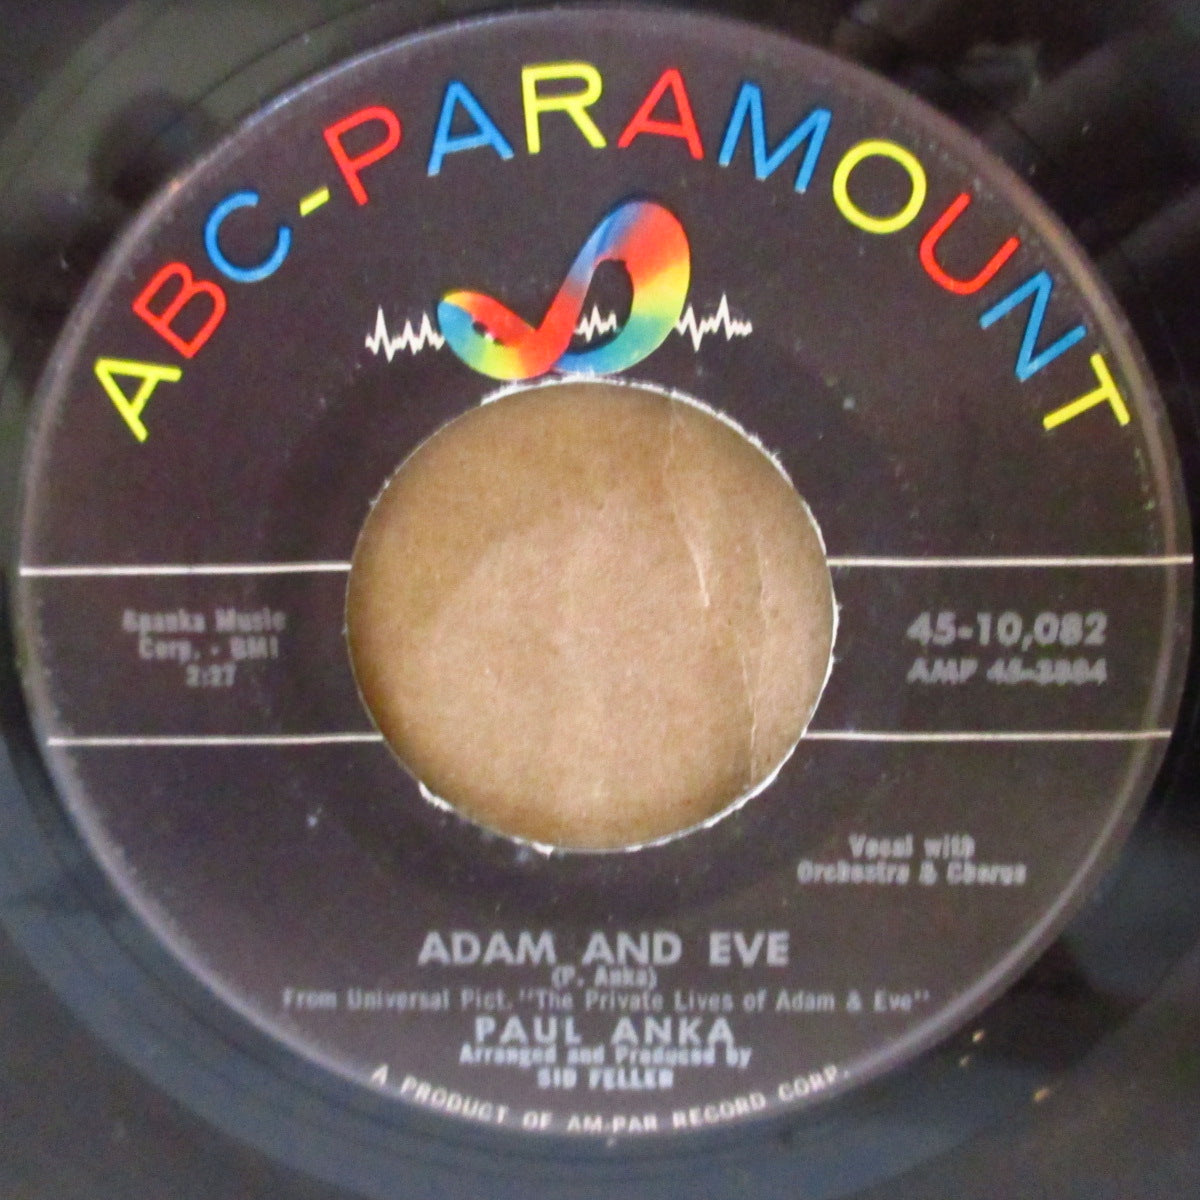 ABC-PARAMOUNT
Spanka Music
Corp. - BMI
2:27
45-10,082
AMP 45-3884
Vocal with
Orchestra & Chorus
ADAM AND EVE
(P. Anka)
From Universal Pict. "The Private Lives of Adam & Eve"
PAUL ANKA
Arranged and Produced by
SID FELLER
A PRODUCT OF AM-PAR RECORD CORP.